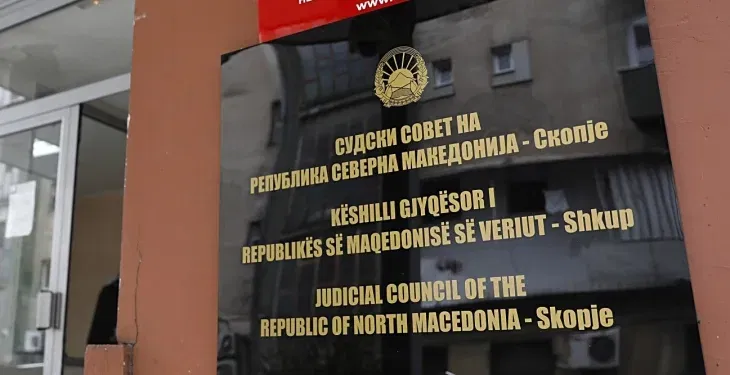 www.
СУДСКИ СОВЕТ НА
РЕПУБЛИКА СЕВЕРНА МАКЕДОНИЈА - Скопје
KËSHILLI GJYQËSOR I
REPUBLIKËS SË MAQEDONISË SË VERIUT - Shkup
JUDICIAL COUNCIL OF THE
REPUBLIC OF NORTH MACEDONIA - Skopje